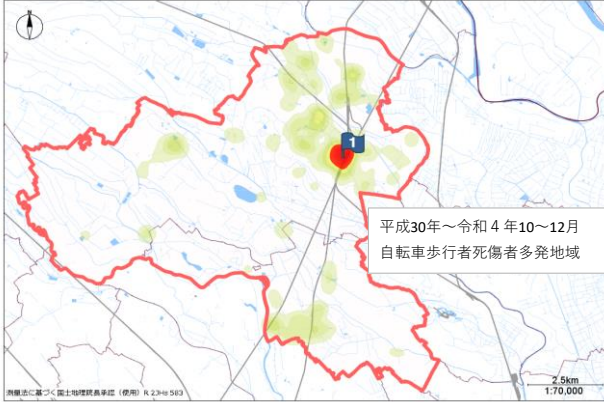 1
平成30年～令和４年10～12月
自転車歩行者死傷者多発地域
2.5km
1:70,000
測量法に基づく国土地理院長承認（使用）R 2JHs 583